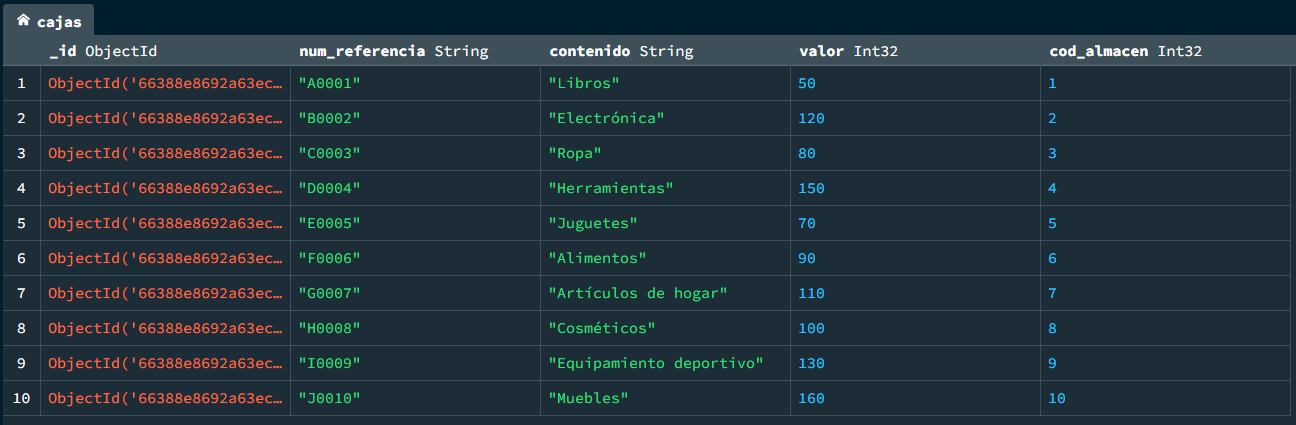 cajas
_id ObjectId num_referencia String contenido String valor Int32 cod_almacen Int32
1 ObjectId('66388e8692a63ec… "A0001" "Libros" 50 1
2 ObjectId('66388e8692a63ec… "B0002" "Electrónica" 120 2
3 ObjectId('66388e8692a63ec… "C0003" "Ropa" 80 3
4 ObjectId('66388e8692a63ec… "D0004" "Herramientas" 150 4
5 ObjectId('66388e8692a63ec… "E0005" "Juguetes" 70 5
6 ObjectId('66388e8692a63ec… "F0006" "Alimentos" 90 6
7 ObjectId('66388e8692a63ec… "G0007" "Artículos de hogar" 110 7
8 ObjectId('66388e8692a63ec… "H0008" "Cosméticos" 100 8
9 ObjectId('66388e8692a63ec… "I0009" "Equipamiento deportivo" 130 9
10 ObjectId('66388e8692a63ec… "J0010" "Muebles" 160 10